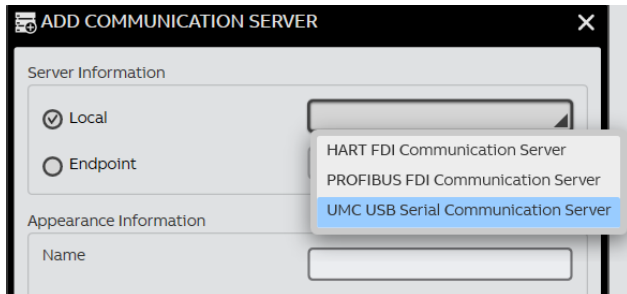 ADD COMMUNICATION SERVER
Server Information
Local
HART FDI Communication Server
Endpoint
PROFIBUS FDI Communication Server
UMC USB Serial Communication Server
Appearance Information
Name